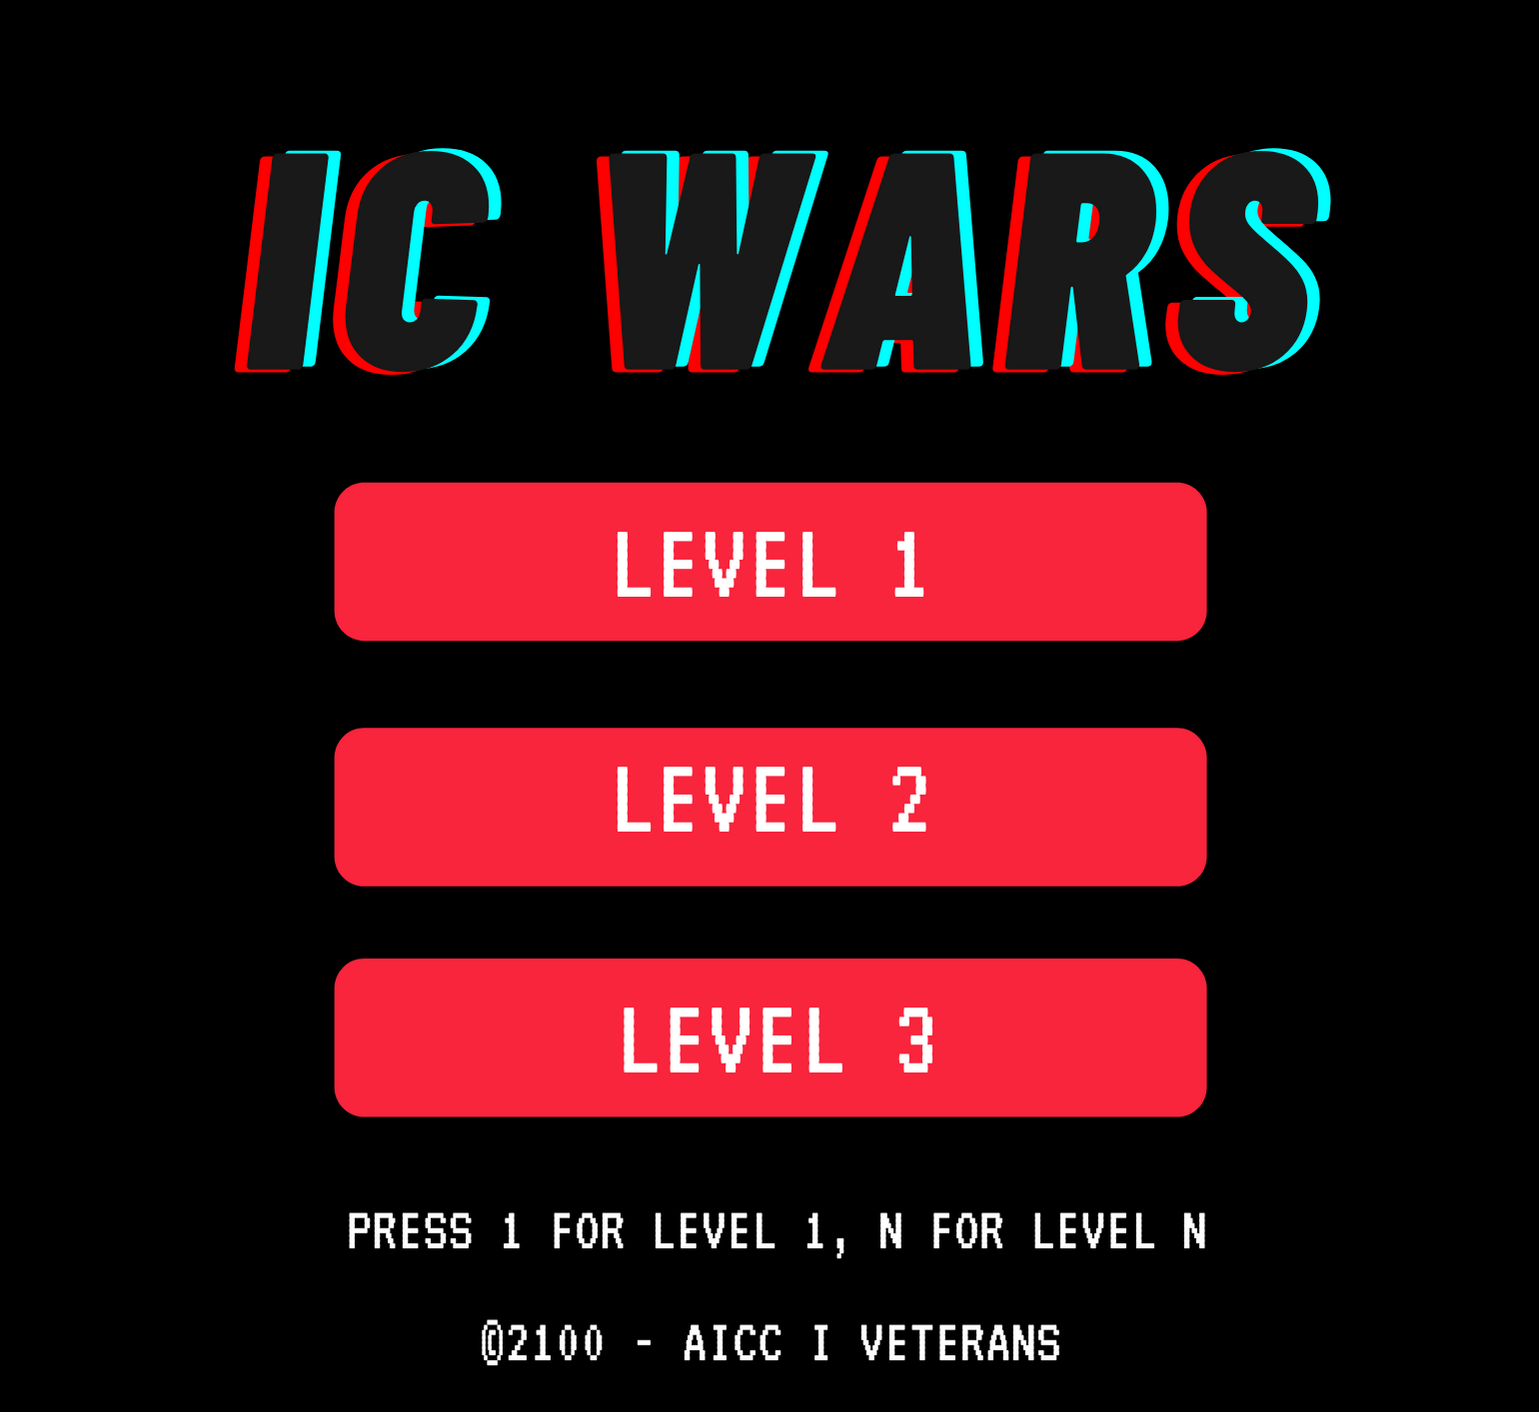 IC WARS
LEVEL 1
LEVEL 2
LEVEL 3
PRESS 1 FOR LEVEL 1, N FOR LEVEL N
©2100 - AICC I VETERANS